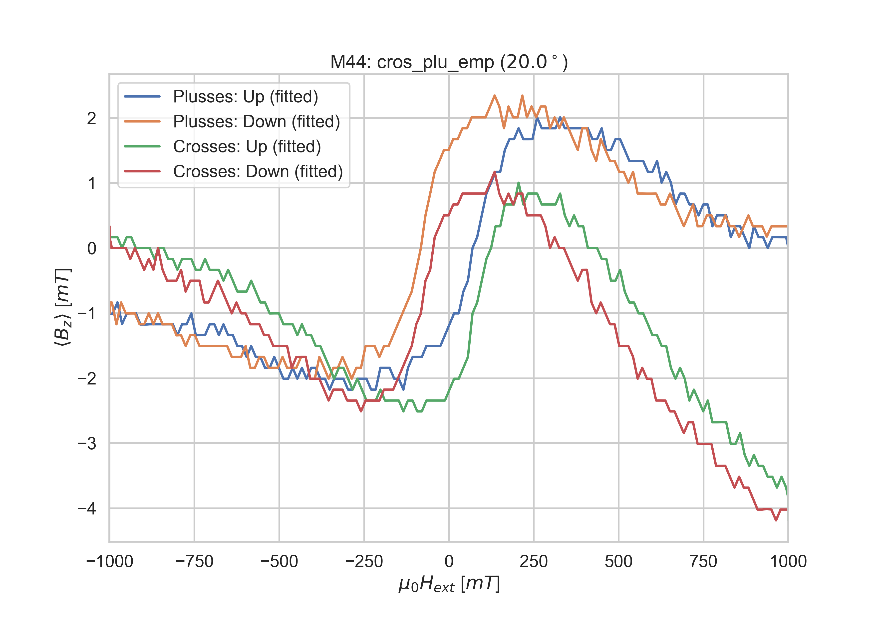 M44: cros_plu_emp (20.0°)
Plusses: Up (fitted)
Plusses: Down (fitted)
Crosses: Up (fitted)
Crosses: Down (fitted)
2
1
0
−1
−2
−3
−4
⟨B_z⟩ [mT]
−1000 −750 −500 −250 0 250 500 750 1000
μ₀H_ext [mT]